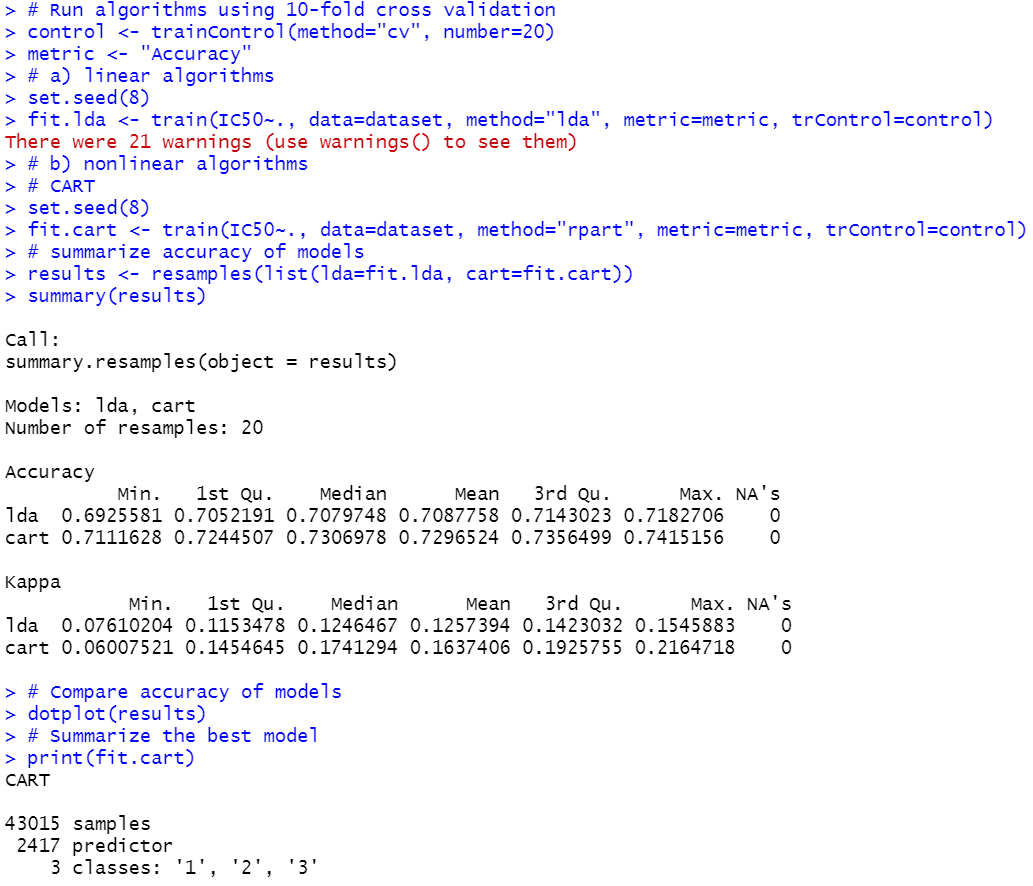 > # Run algorithms using 10-fold cross validation
> control <- trainControl(method="cv", number=20)
> metric <- "Accuracy"
> # a) linear algorithms
> set.seed(8)
> fit.lda <- train(IC50~., data=dataset, method="lda", metric=metric, trControl=control)
There were 21 warnings (use warnings() to see them)
> # b) nonlinear algorithms
> # CART
> set.seed(8)
> fit.cart <- train(IC50~., data=dataset, method="rpart", metric=metric, trControl=control)
> # summarize accuracy of models
> results <- resamples(list(lda=fit.lda, cart=fit.cart))
> summary(results)

Call:
summary.resamples(object = results)

Models: lda, cart
Number of resamples: 20

Accuracy
          Min.   1st Qu.    Median      Mean   3rd Qu.      Max. NA's
lda  0.6925581 0.7052191 0.7079748 0.7087758 0.7143023 0.7182706    0
cart 0.7111628 0.7244507 0.7306978 0.7296524 0.7356499 0.7415156    0

Kappa
           Min.   1st Qu.    Median      Mean   3rd Qu.      Max. NA's
lda  0.07610204 0.1153478 0.1246467 0.1257394 0.1423032 0.1545883    0
cart 0.06007521 0.1454645 0.1741294 0.1637406 0.1925755 0.2164718    0

> # Compare accuracy of models
> dotplot(results)
> # Summarize the best model
> print(fit.cart)
CART

43015 samples
 2417 predictor
    3 classes: '1', '2', '3'